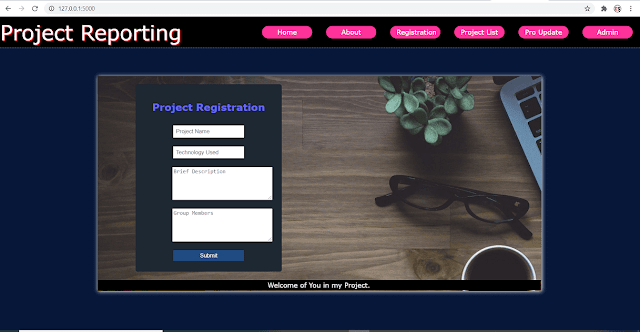 127.0.0.1:5000
Project Reporting
Home
About
Registration
Project List
Pro Update
Admin
Project Registration
Project Name
Technology Used
Brief Description
Group Members
Submit
Welcome of You in my Project.